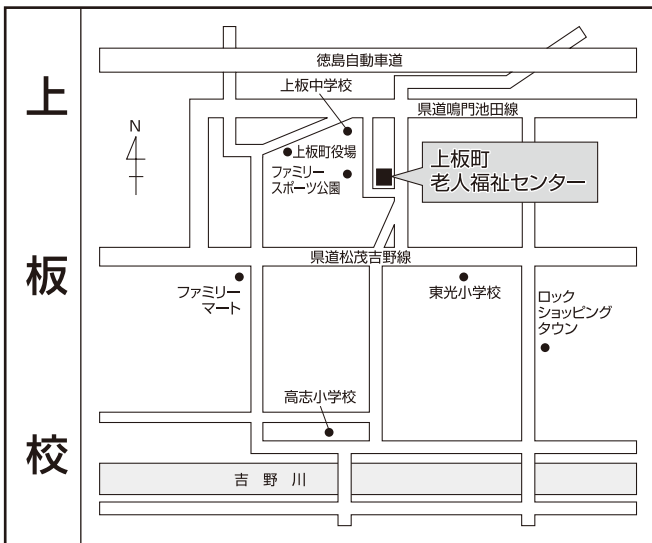 上板校
徳島自動車道
上板中学校
県道鳴門池田線
N
上板町役場
ファミリー
スポーツ公園
上板町
老人福祉センター
県道松茂吉野線
ファミリー
マート
東光小学校
ロック
ショッピング
タウン
高志小学校
吉野川